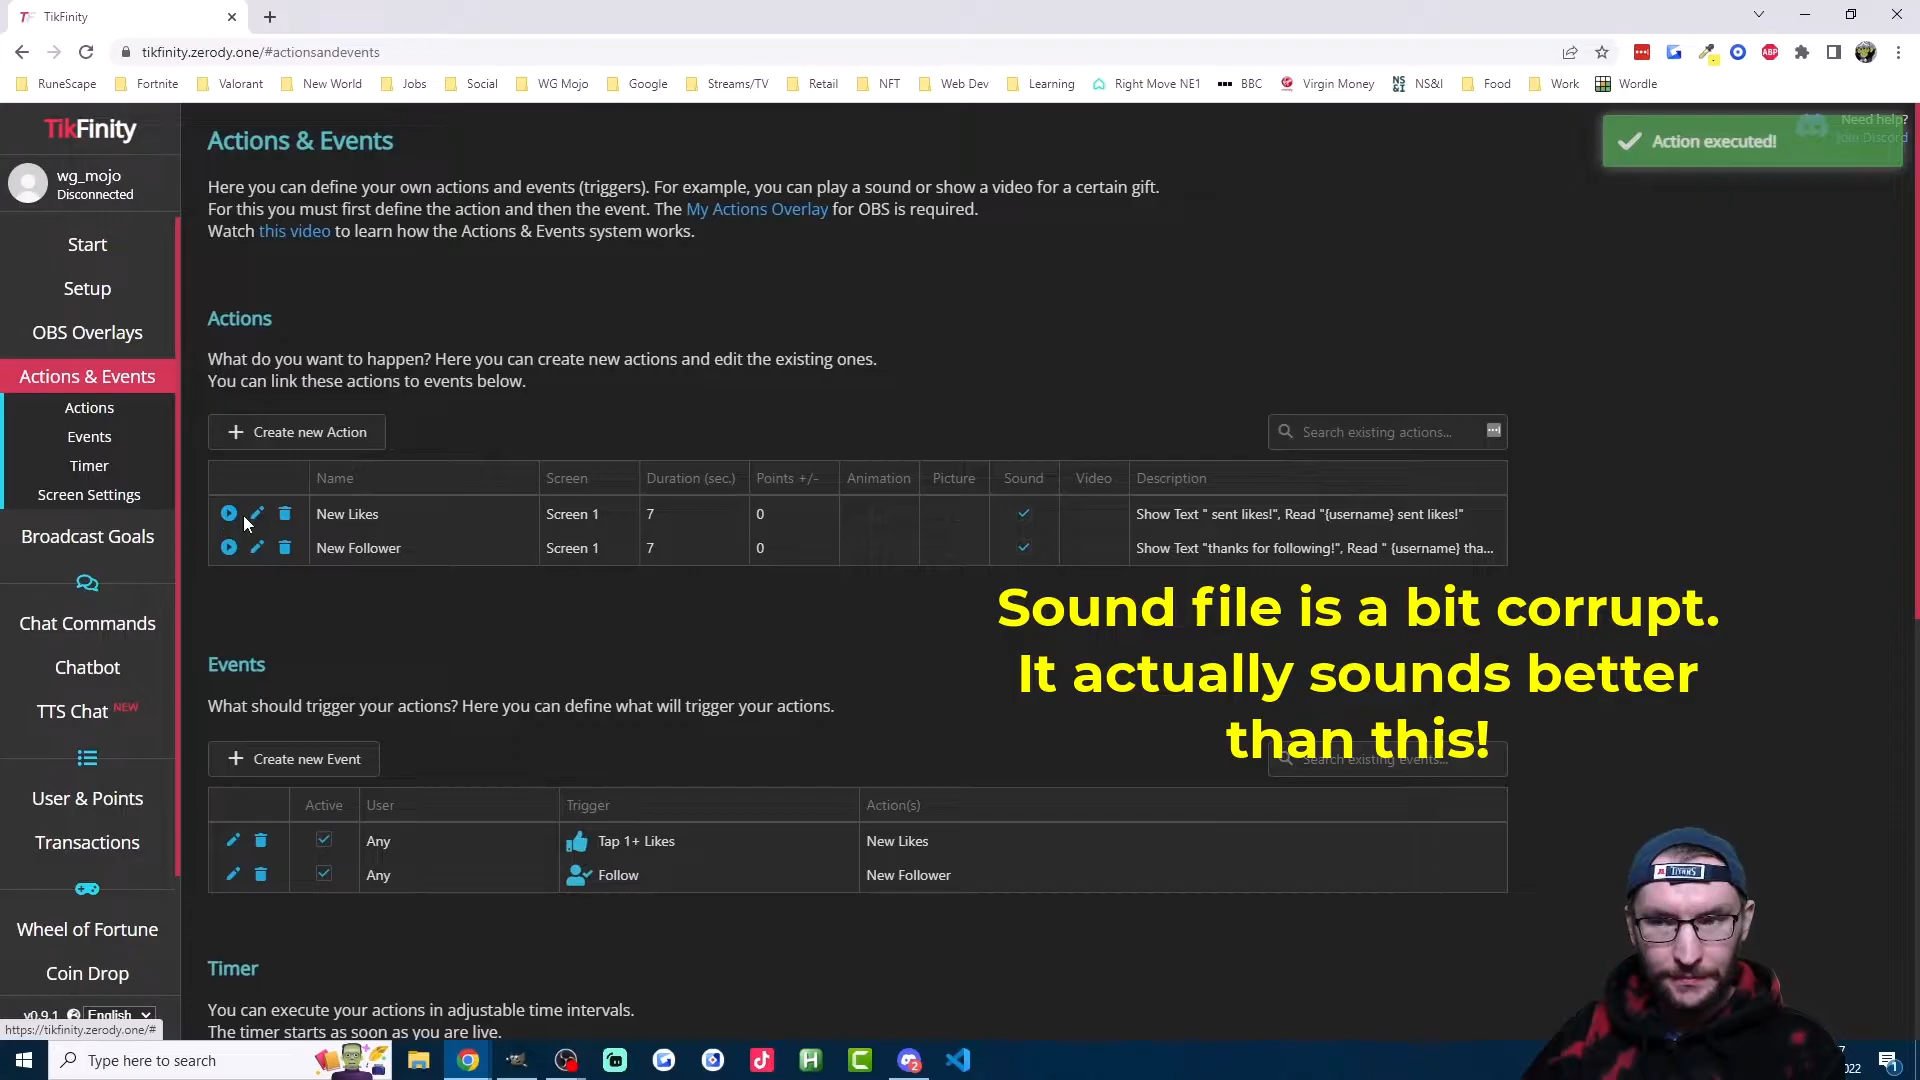 TikFinity
tikfinity.zerody.one/#actionsandevents
RuneScape Fortnite Valorant New World Jobs Social WG Mojo Google Streams/TV Retail NFT Web Dev Learning Right Move NE1 BBC Virgin Money NS&I Food Work Wordle
TikFinity
wg_mojo
Disconnected
Start
Setup
OBS Overlays
Actions & Events
Actions
Events
Timer
Screen Settings
Broadcast Goals
Chat Commands
Chatbot
TTS Chat NEW
User & Points
Transactions
Wheel of Fortune
Coin Drop
v0.9.1 English
https://tikfinity.zerody.one/#
Actions & Events
Need help?
Join Discord
Action executed!
Here you can define your own actions and events (triggers). For example, you can play a sound or show a video for a certain gift.
For this you must first define the action and then the event. The My Actions Overlay for OBS is required.
Watch this video to learn how the Actions & Events system works.
Actions
What do you want to happen? Here you can create new actions and edit the existing ones.
You can link these actions to events below.
+ Create new Action
Search existing actions...
Name Screen Duration (sec.) Points +/- Animation Picture Sound Video Description
New Likes Screen 1 7 0 Show Text " sent likes!", Read "{username} sent likes!"
New Follower Screen 1 7 0 Show Text "thanks for following!", Read " {username} tha...
Sound file is a bit corrupt.
It actually sounds better
than this!
Events
What should trigger your actions? Here you can define what will trigger your actions.
+ Create new Event
Search existing events...
Active User Trigger Action(s)
Any Tap 1+ Likes New Likes
Any Follow New Follower
Timer
You can execute your actions in adjustable time intervals.
The timer starts as soon as you are live.
TITANS
Type here to search